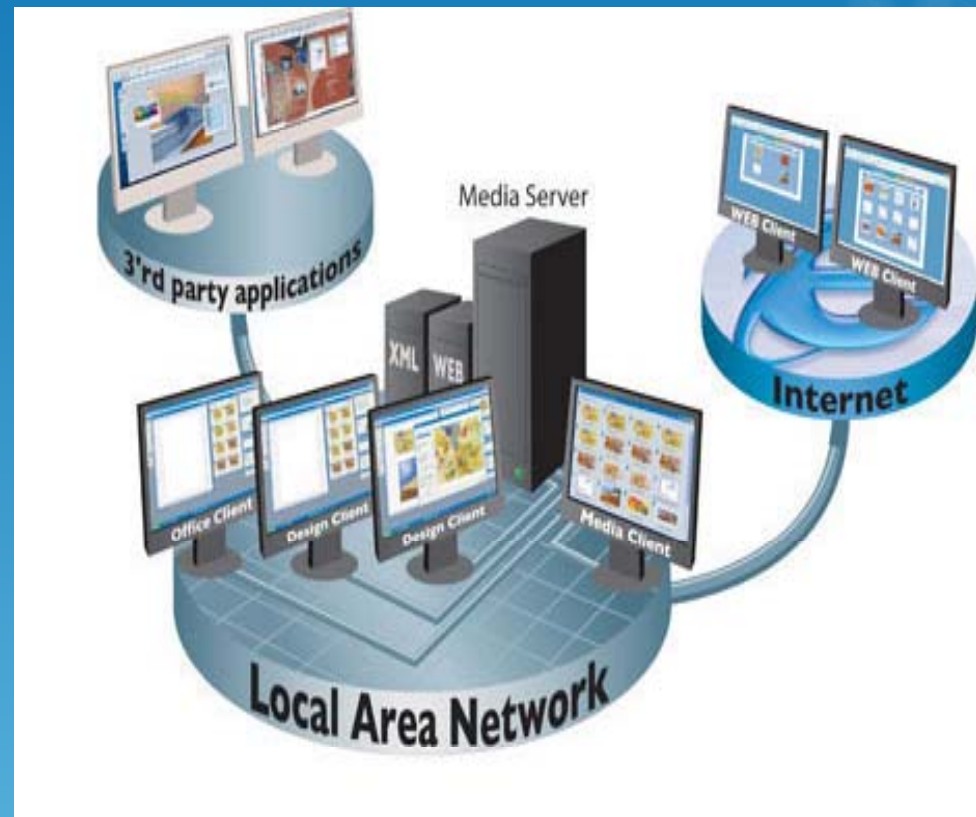 Media Server
WEB Client
WEB Client
3'rd party applications
XML
WEB
Internet
Office Client
Design Client
Design Client
Media Client
Local Area Network